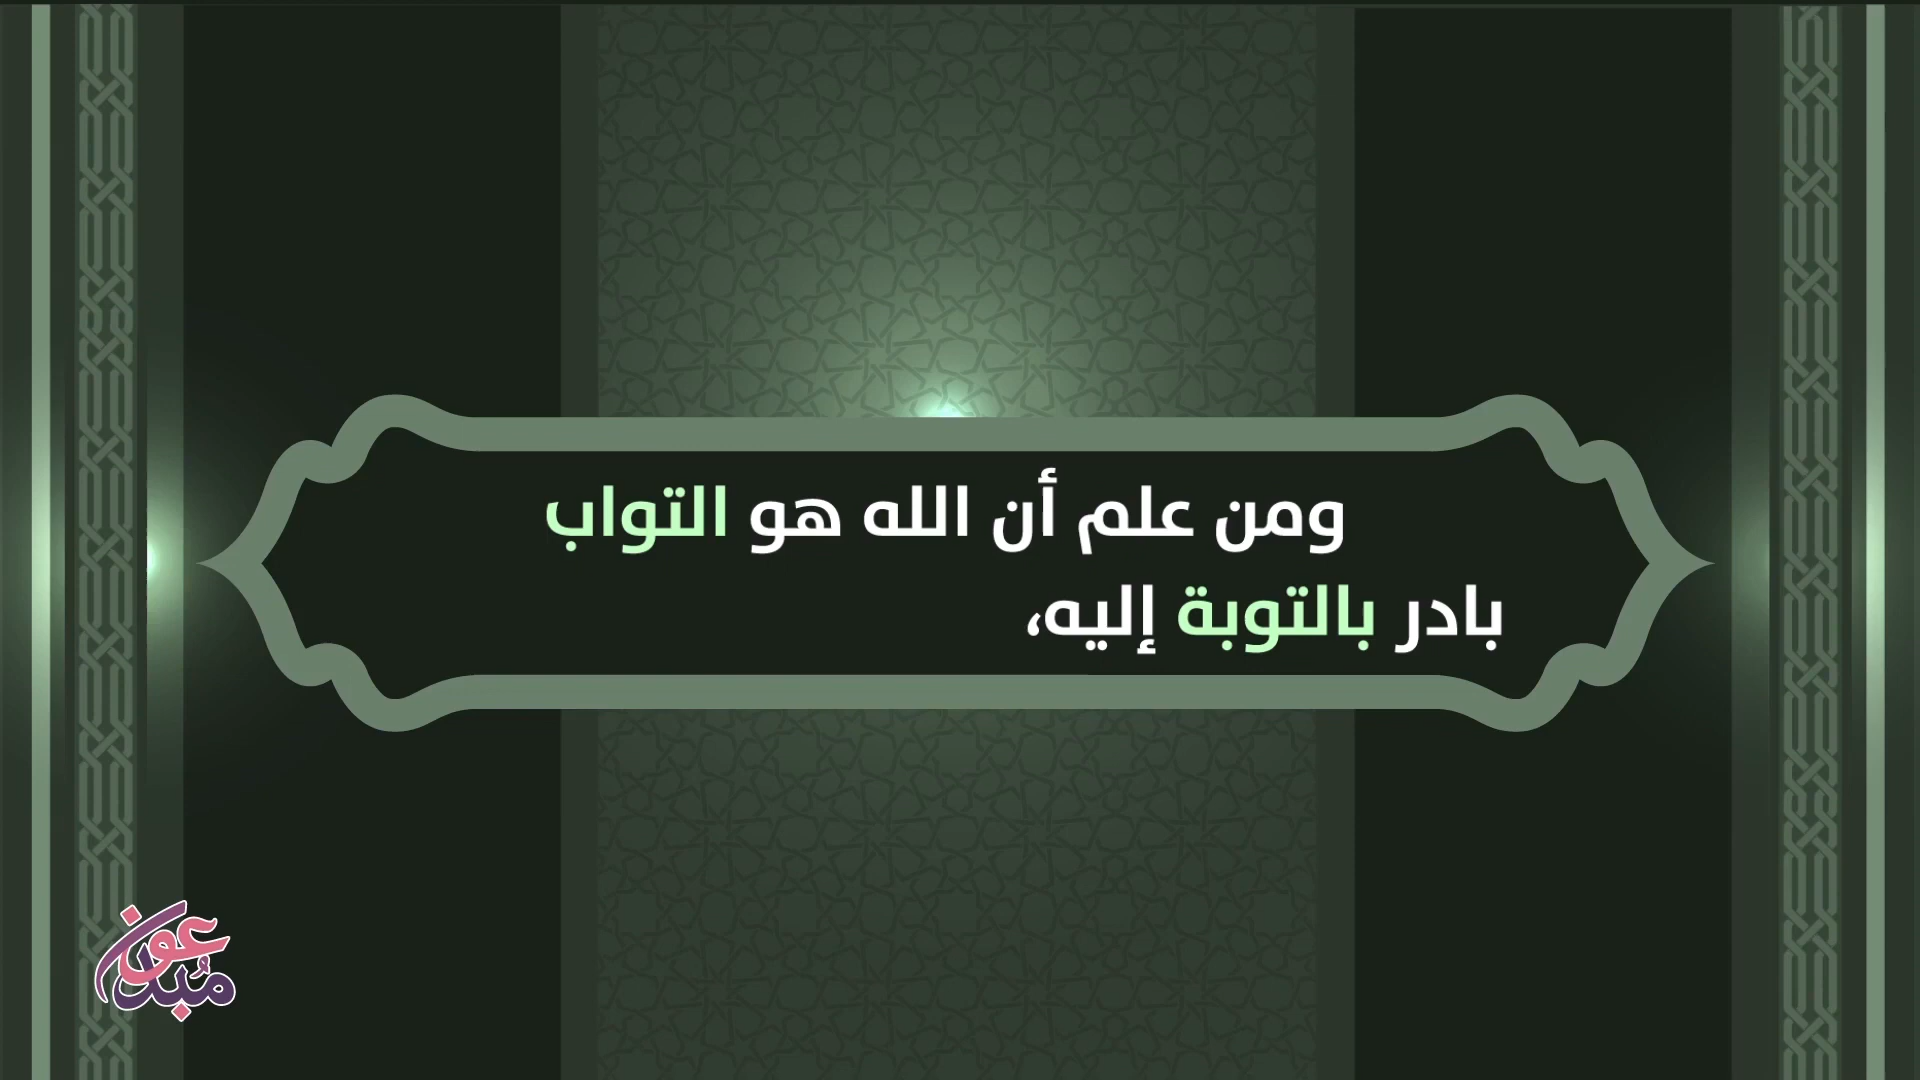 ومن علم أن الله هو التواب
بادر بالتوبة إليه،
مبدعون